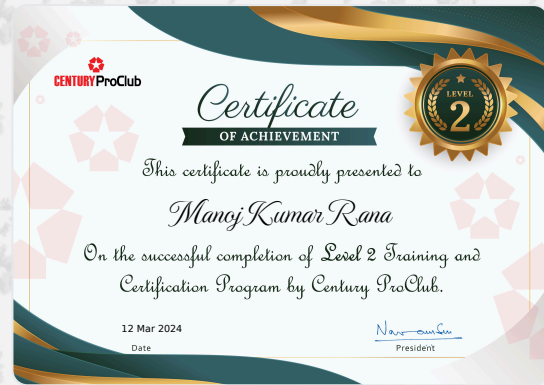 CENTURY ProClub
LEVEL
2
Certificate
OF ACHIEVEMENT
This certificate is proudly presented to
Manoj Kumar Rana
On the successful completion of Level 2 Training and
Certification Program by Century ProClub.
12 Mar 2024
Date
President